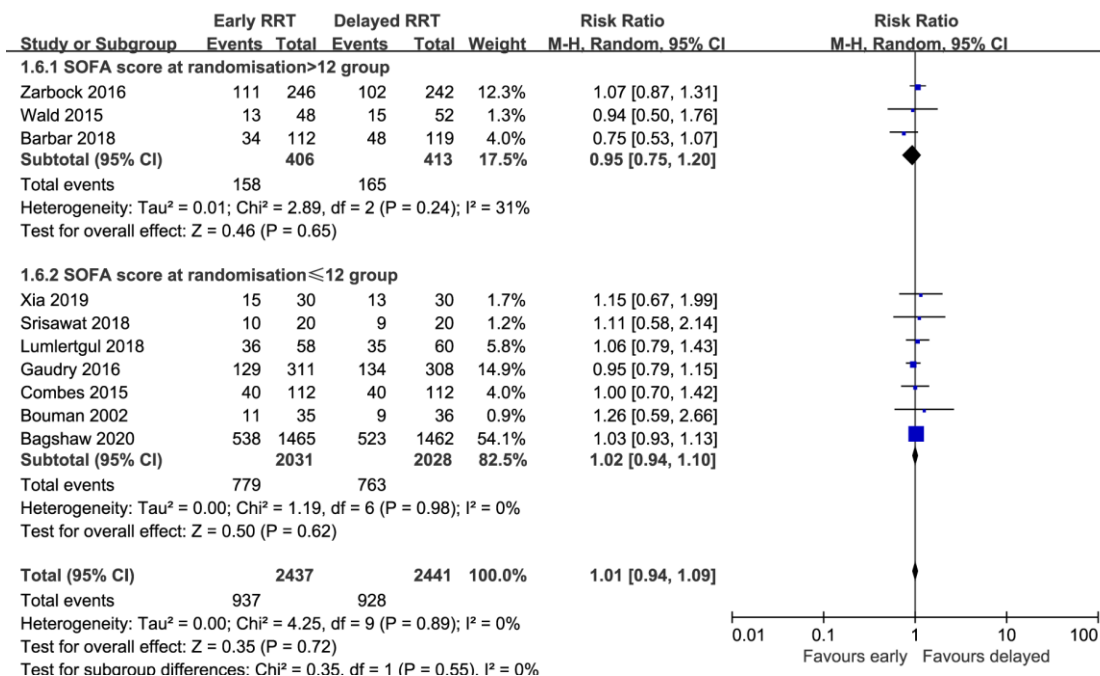 Early RRT Delayed RRT Risk Ratio Risk Ratio
Study or Subgroup Events Total Events Total Weight M-H, Random, 95% CI M-H, Random, 95% CI
1.6.1 SOFA score at randomisation>12 group
Zarbock 2016 111 246 102 242 12.3% 1.07 [0.87, 1.31]
Wald 2015 13 48 15 52 1.3% 0.94 [0.50, 1.76]
Barbar 2018 34 112 48 119 4.0% 0.75 [0.53, 1.07]
Subtotal (95% CI) 406 413 17.5% 0.95 [0.75, 1.20]
Total events 158 165
Heterogeneity: Tau² = 0.01; Chi² = 2.89, df = 2 (P = 0.24); I² = 31%
Test for overall effect: Z = 0.46 (P = 0.65)
1.6.2 SOFA score at randomisation≦12 group
Xia 2019 15 30 13 30 1.7% 1.15 [0.67, 1.99]
Srisawat 2018 10 20 9 20 1.2% 1.11 [0.58, 2.14]
Lumlertgul 2018 36 58 35 60 5.8% 1.06 [0.79, 1.43]
Gaudry 2016 129 311 134 308 14.9% 0.95 [0.79, 1.15]
Combes 2015 40 112 40 112 4.0% 1.00 [0.70, 1.42]
Bouman 2002 11 35 9 36 0.9% 1.26 [0.59, 2.66]
Bagshaw 2020 538 1465 523 1462 54.1% 1.03 [0.93, 1.13]
Subtotal (95% CI) 2031 2028 82.5% 1.02 [0.94, 1.10]
Total events 779 763
Heterogeneity: Tau² = 0.00; Chi² = 1.19, df = 6 (P = 0.98); I² = 0%
Test for overall effect: Z = 0.50 (P = 0.62)
Total (95% CI) 2437 2441 100.0% 1.01 [0.94, 1.09]
Total events 937 928
Heterogeneity: Tau² = 0.00; Chi² = 4.25, df = 9 (P = 0.89); I² = 0%
Test for overall effect: Z = 0.35 (P = 0.72)
Test for subgroup differences: Chi² = 0.35, df = 1 (P = 0.55), I² = 0%
0.01 0.1 1 10 100
Favours early Favours delayed